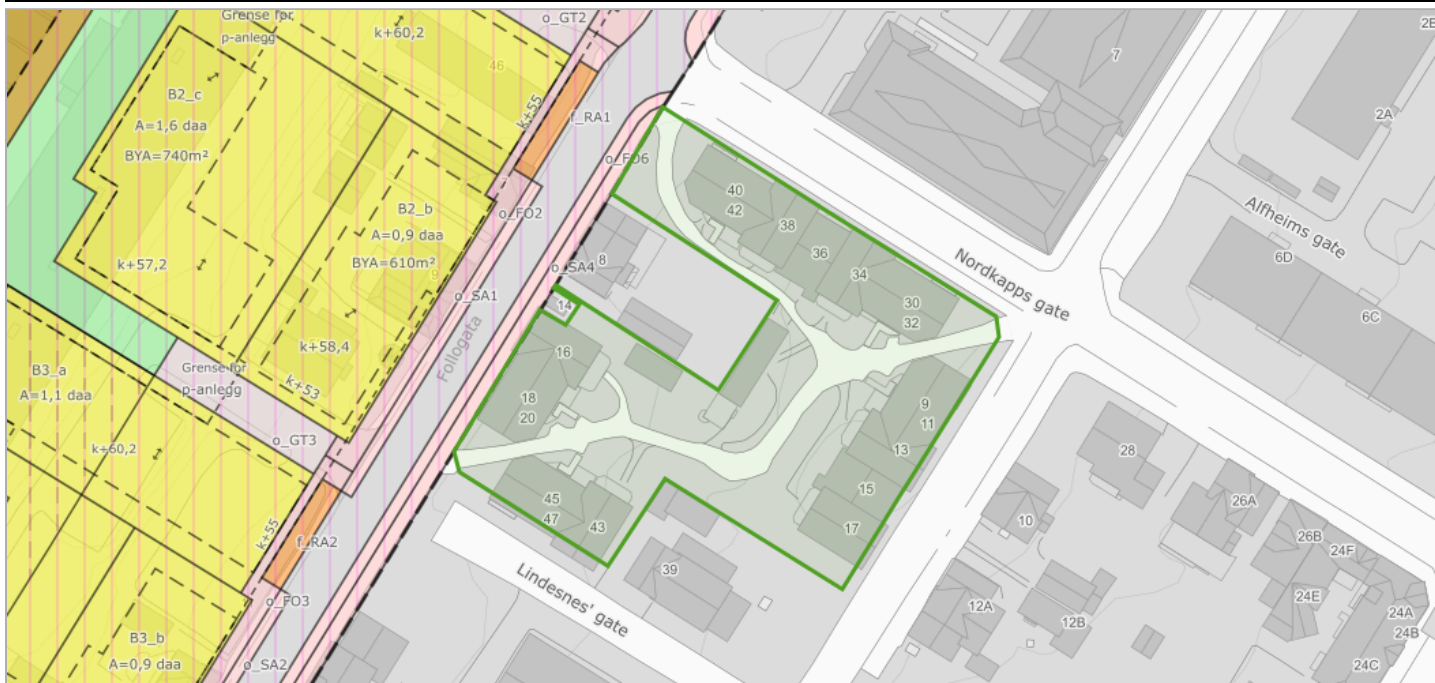 Grense for
p-anlegg
k+60,2
o_GT2
46
B2_c
A=1,6 daa
BYA=740m²
k+55
f_RA1
o_FO6
7
2A
B2_b
A=0,9 daa
BYA=610m²
9
o_FO2
40
42
38
36
34
30
32
Alfheims gate
6D
6C
Nordkapps gate
k+57,2
8
o_SA4
14
o_SA1
Follogata
k+58,4
k+53
16
18
20
Grense for
p-anlegg
B3_a
A=1,1 daa
k+60,2
o_GT3
9
11
13
15
17
28
26A
26B
24F
24E
24A
24B
24C
10
12A
12B
45
47
43
39
Lindesnes' gate
k+55
f_RA2
o_FO3
B3_b
A=0,9 daa
o_SA2